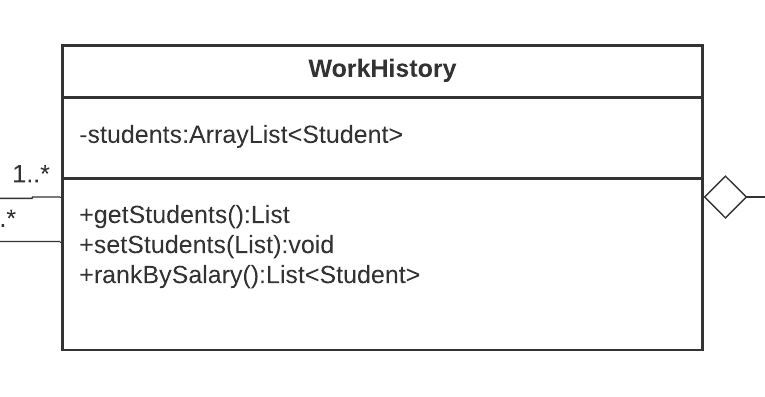 WorkHistory
-students:ArrayList<Student>
1..*
.*
+getStudents():List
+setStudents(List):void
+rankBySalary():List<Student>